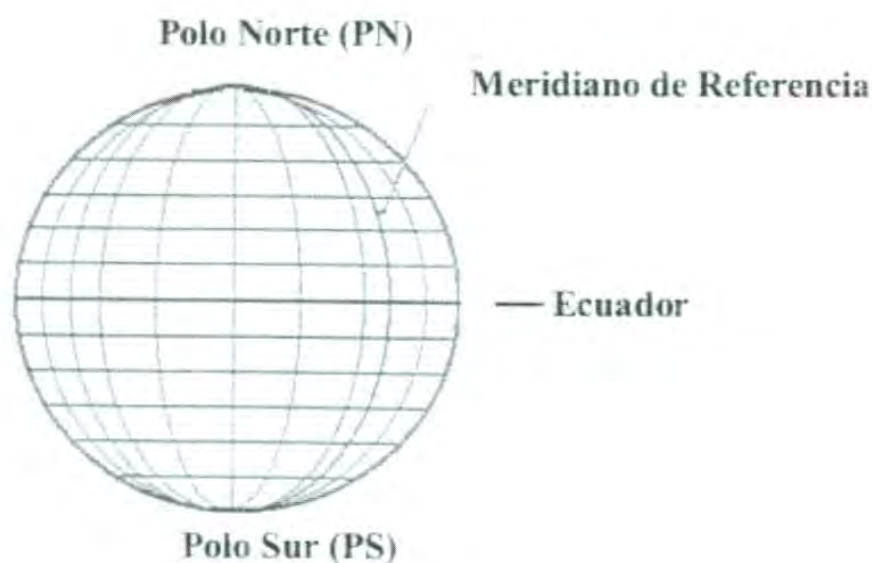 Polo Norte (PN)
Meridiano de Referencia
Ecuador
Polo Sur (PS)